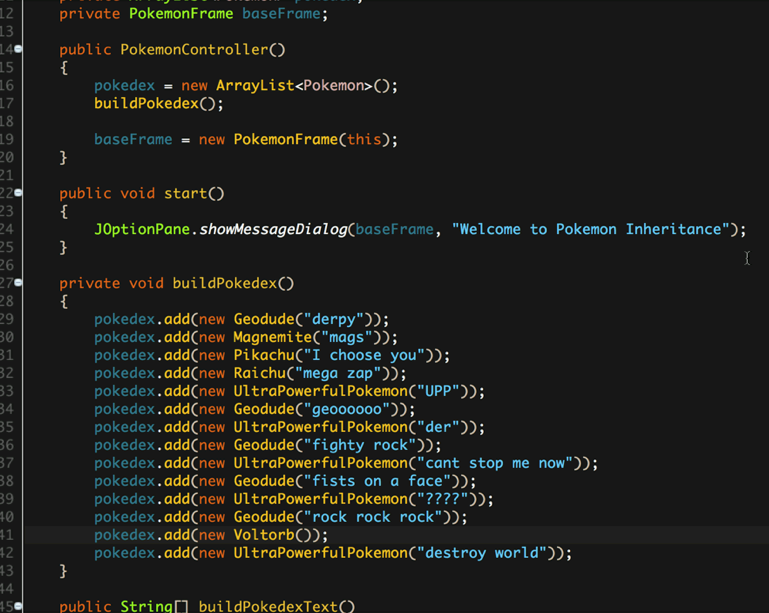 12 private PokemonFrame baseFrame;
13
14 public PokemonController()
15 {
16 pokedex = new ArrayList<Pokemon>();
17 buildPokedex();
18
19 baseFrame = new PokemonFrame(this);
20 }
21
22 public void start()
23 {
24 JOptionPane.showMessageDialog(baseFrame, "Welcome to Pokemon Inheritance");
25 }
26
27 private void buildPokedex()
28 {
29 pokedex.add(new Geodude("derpy"));
30 pokedex.add(new Magnemite("mags"));
31 pokedex.add(new Pikachu("I choose you"));
32 pokedex.add(new Raichu("mega zap"));
33 pokedex.add(new UltraPowerfulPokemon("UPP"));
34 pokedex.add(new Geodude("geoooooo"));
35 pokedex.add(new UltraPowerfulPokemon("der"));
36 pokedex.add(new Geodude("fighty rock"));
37 pokedex.add(new UltraPowerfulPokemon("cant stop me now"));
38 pokedex.add(new Geodude("fists on a face"));
39 pokedex.add(new UltraPowerfulPokemon("????"));
40 pokedex.add(new Geodude("rock rock rock"));
41 pokedex.add(new Voltorb());
42 pokedex.add(new UltraPowerfulPokemon("destroy world"));
43 }
44
45 public String[] buildPokedexText()